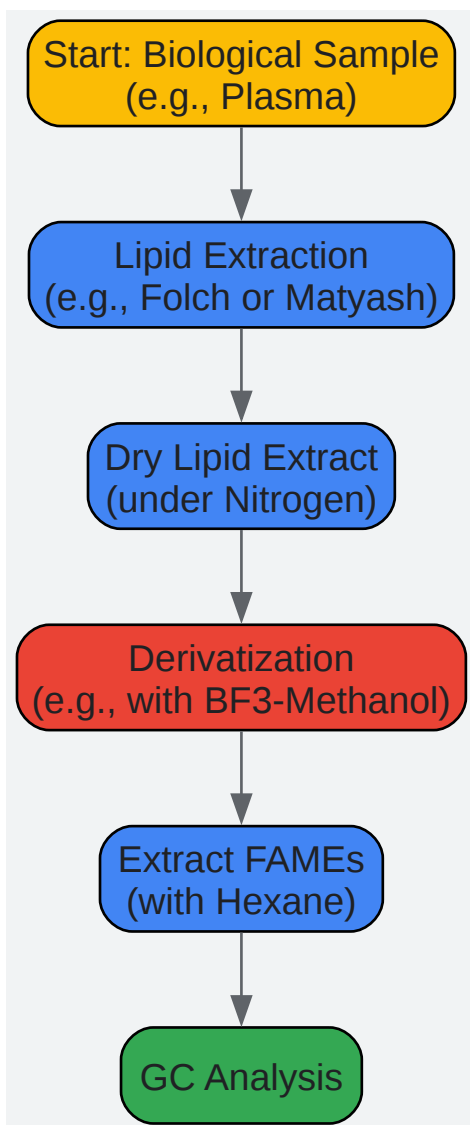 Start: Biological Sample
(e.g., Plasma)
Lipid Extraction
(e.g., Folch or Matyash)
Dry Lipid Extract
(under Nitrogen)
Derivatization
(e.g., with BF3-Methanol)
Extract FAMEs
(with Hexane)
GC Analysis